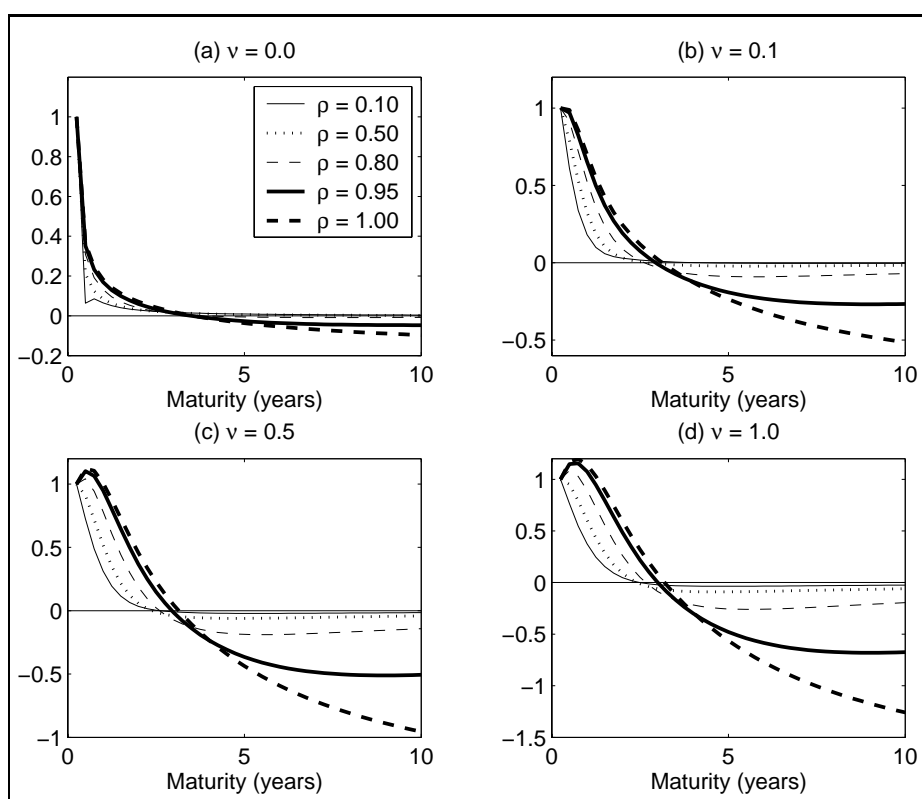 (a) ν = 0.0
1
0.8
0.6
0.4
0.2
0
−0.2
ρ = 0.10
ρ = 0.50
ρ = 0.80
ρ = 0.95
ρ = 1.00
0
5
10
Maturity (years)
(b) ν = 0.1
1
0.5
0
−0.5
0
5
10
Maturity (years)
(c) ν = 0.5
1
0.5
0
−0.5
−1
0
5
10
Maturity (years)
(d) ν = 1.0
1
0.5
0
−0.5
−1
−1.5
0
5
10
Maturity (years)